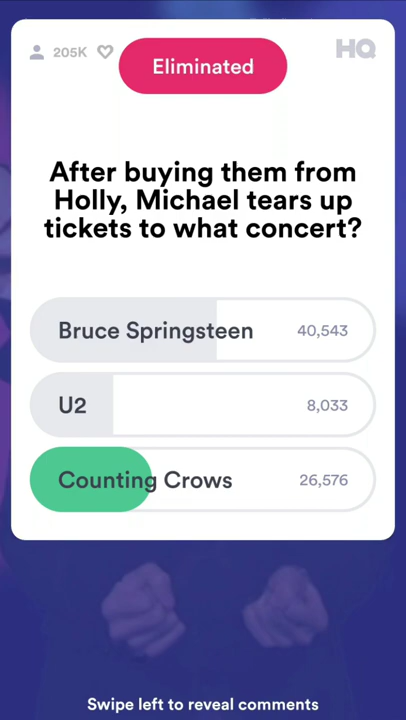 205K
Eliminated
HQ
After buying them from
Holly, Michael tears up
tickets to what concert?
Bruce Springsteen 40,543
U2 8,033
Counting Crows 26,576
Swipe left to reveal comments